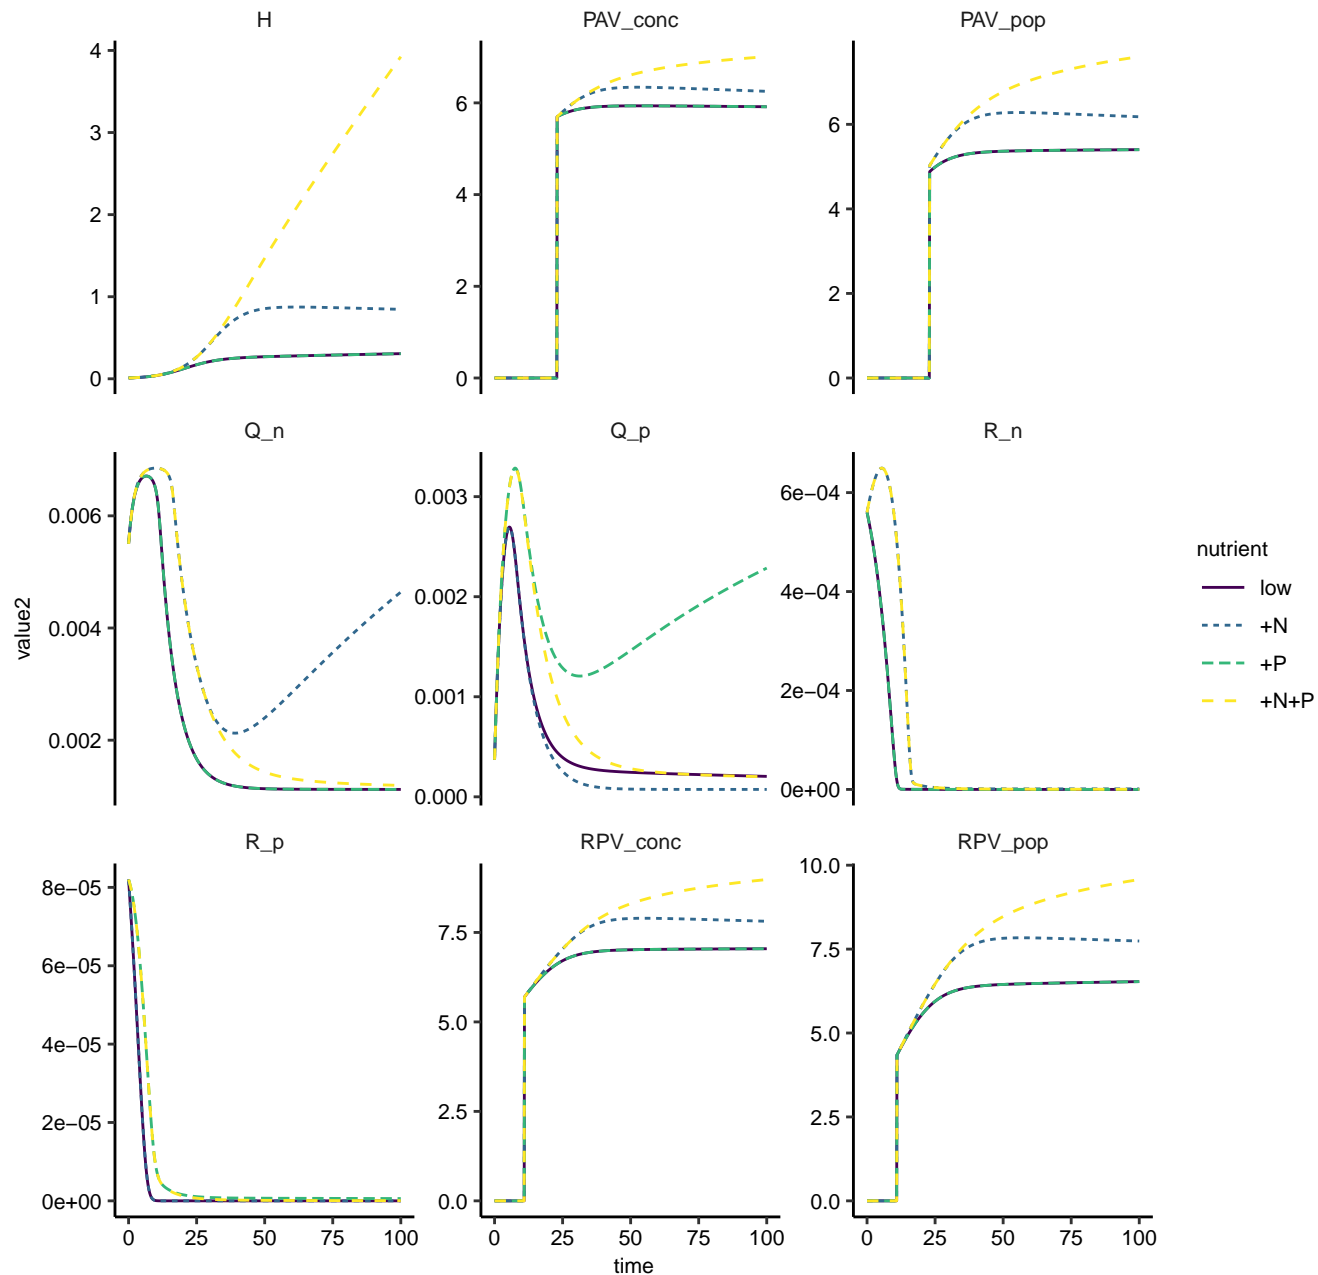 H
PAV_conc
PAV_pop
4
3
2
1
0
6
4
2
0
6
4
2
0
Q_n
Q_p
R_n
0.006
0.004
0.002
0.003
0.002
0.001
0.000
6e−04
4e−04
2e−04
0e+00
R_p
RPV_conc
RPV_pop
8e−05
6e−05
4e−05
2e−05
0e+00
7.5
5.0
2.5
0.0
10.0
7.5
5.0
2.5
0.0
0 25 50 75 100
0 25 50 75 100
0 25 50 75 100
time
value2
nutrient
low
+N
+P
+N+P